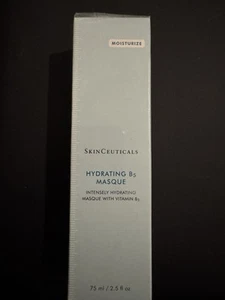 MOISTURIZE
SKINCEUTICALS
HYDRATING B5
MASQUE
INTENSELY HYDRATING
MASQUE WITH VITAMIN B5
75 ml / 2.5 fl oz